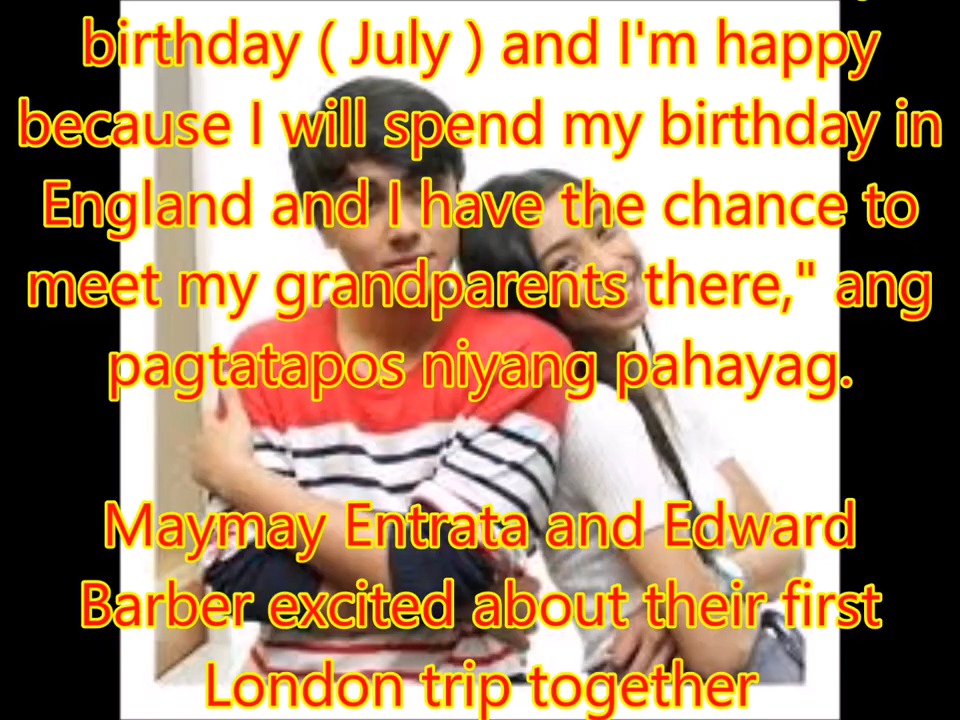 birthday ( July ) and I'm happy
because I will spend my birthday in
England and I have the chance to
meet my grandparents there," ang
pagtatapos niyang pahayag.
Maymay Entrata and Edward
Barber excited about their first
London trip together